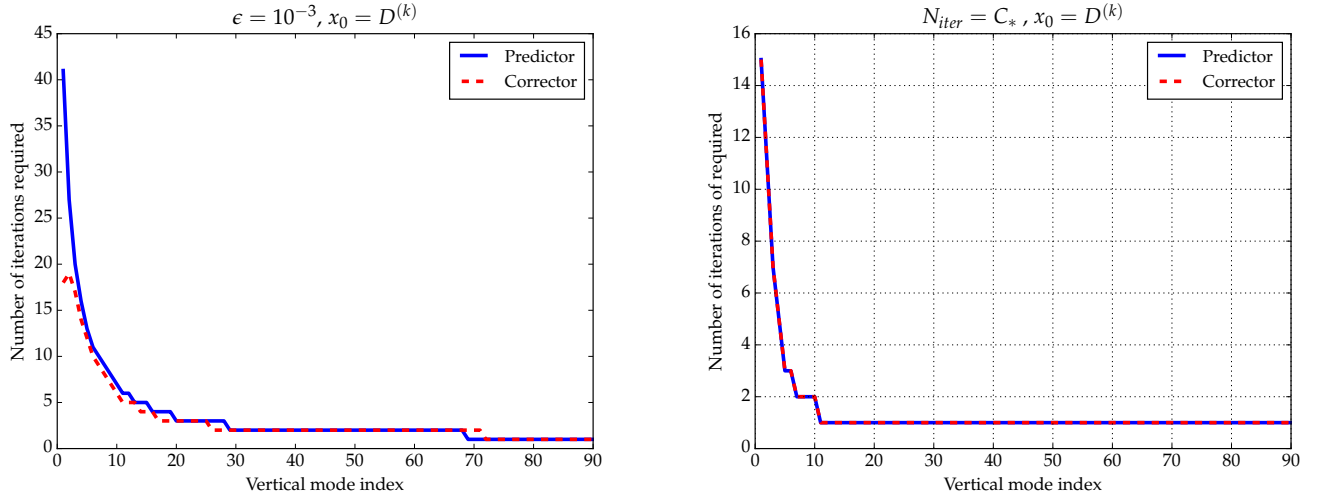 ϵ = 10⁻³, x₀ = D⁽ᵏ⁾
45
40
35
30
25
20
15
10
5
0
Number of iterations required
Predictor
Corrector
0 10 20 30 40 50 60 70 80 90
Vertical mode index
N_iter = C_* , x₀ = D⁽ᵏ⁾
16
14
12
10
8
6
4
2
0
Number of iterations of required
Predictor
Corrector
0 10 20 30 40 50 60 70 80 90
Vertical mode index